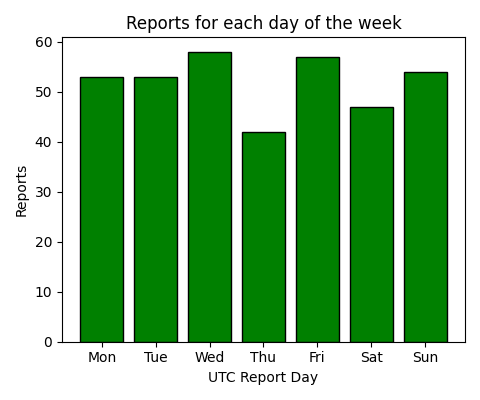 Reports for each day of the week
60
50
40
30
20
10
0
Reports
Mon Tue Wed Thu Fri Sat Sun
UTC Report Day